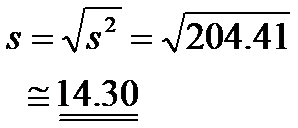 s = √s² = √204.41
≅ 14.30